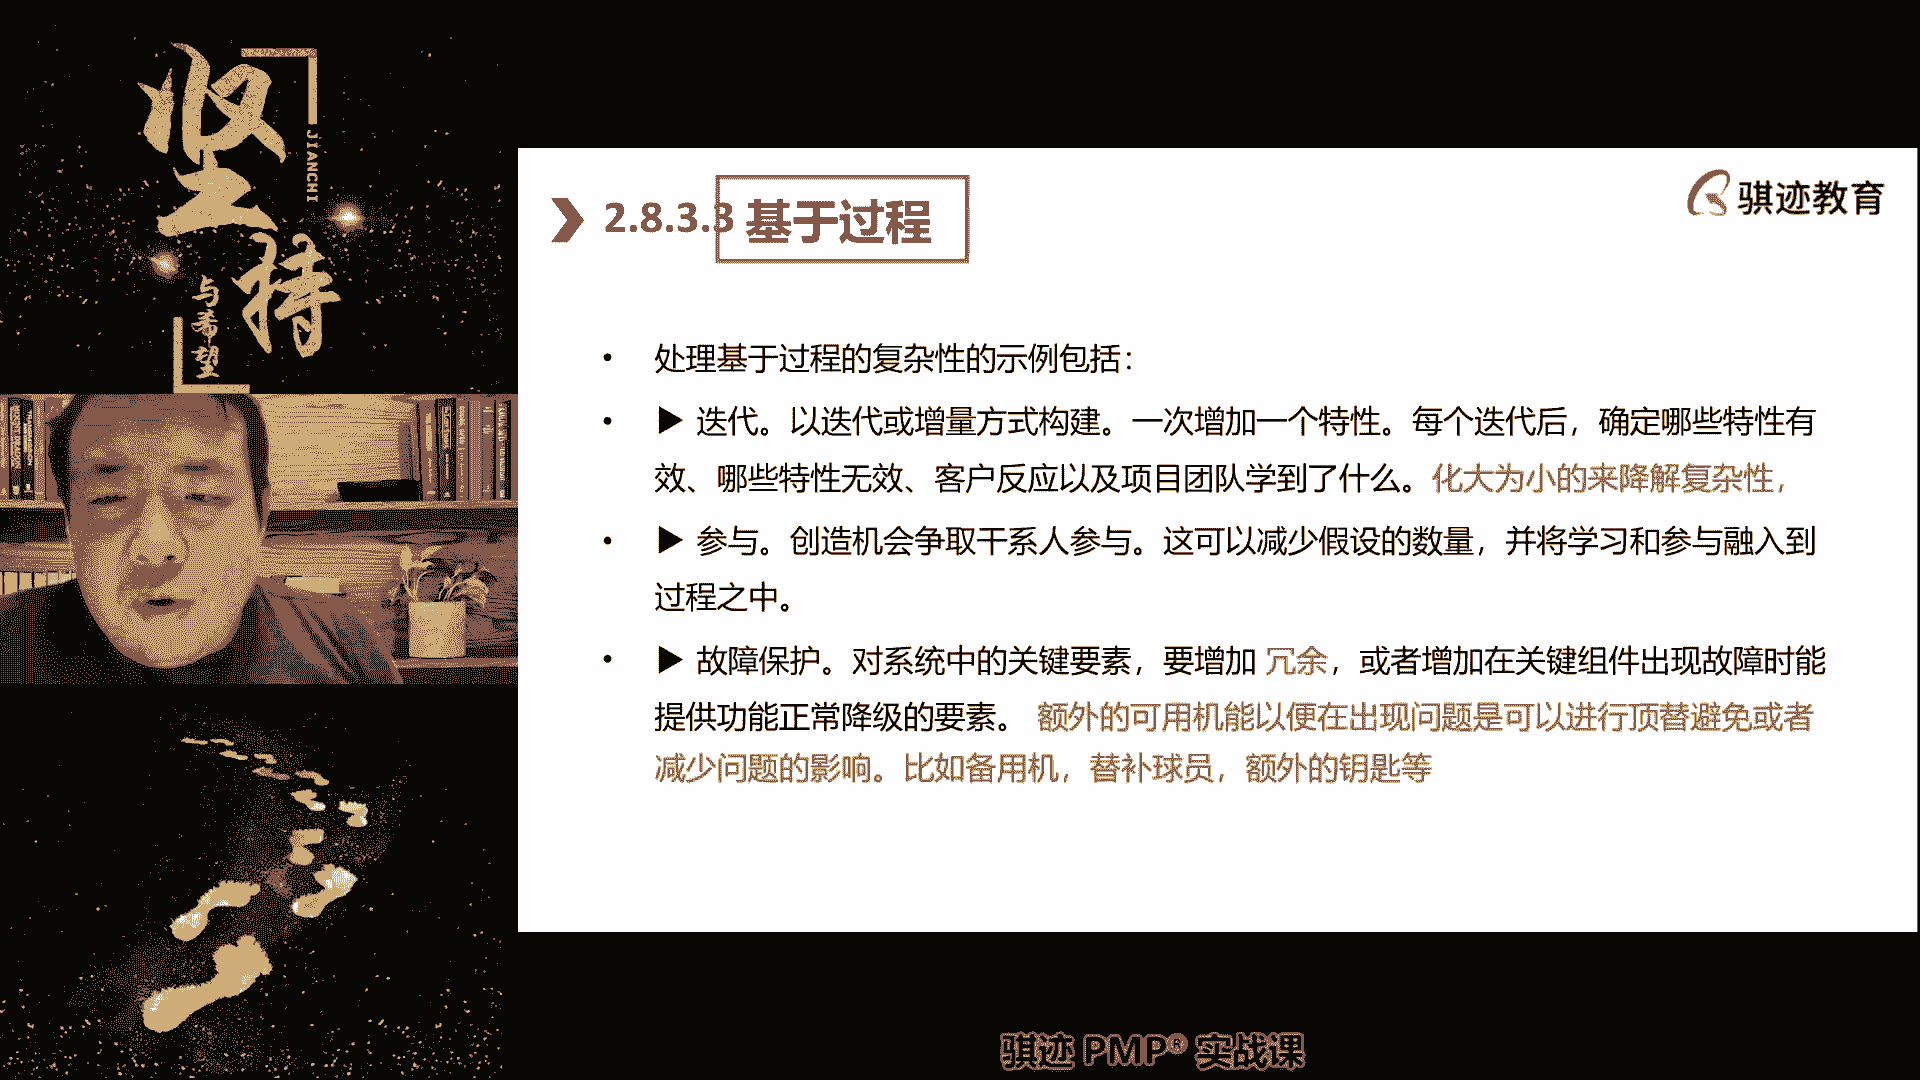 坚持
JIANCHI
与希望
2.8.3.3 基于过程
骐迹教育
• 处理基于过程的复杂性的示例包括：
• ▶ 迭代。以迭代或增量方式构建。一次增加一个特性。每个迭代后，确定哪些特性有
效、哪些特性无效、客户反应以及项目团队学到了什么。化大为小的来降解复杂性，
• ▶ 参与。创造机会争取干系人参与。这可以减少假设的数量，并将学习和参与融入到
过程之中。
• ▶ 故障保护。对系统中的关键要素，要增加 冗余，或者增加在关键组件出现故障时能
提供功能正常降级的要素。 额外的可用机能以便在出现问题是可以进行顶替避免或者
减少问题的影响。比如备用机，替补球员，额外的钥匙等
骐迹 PMP® 实战课